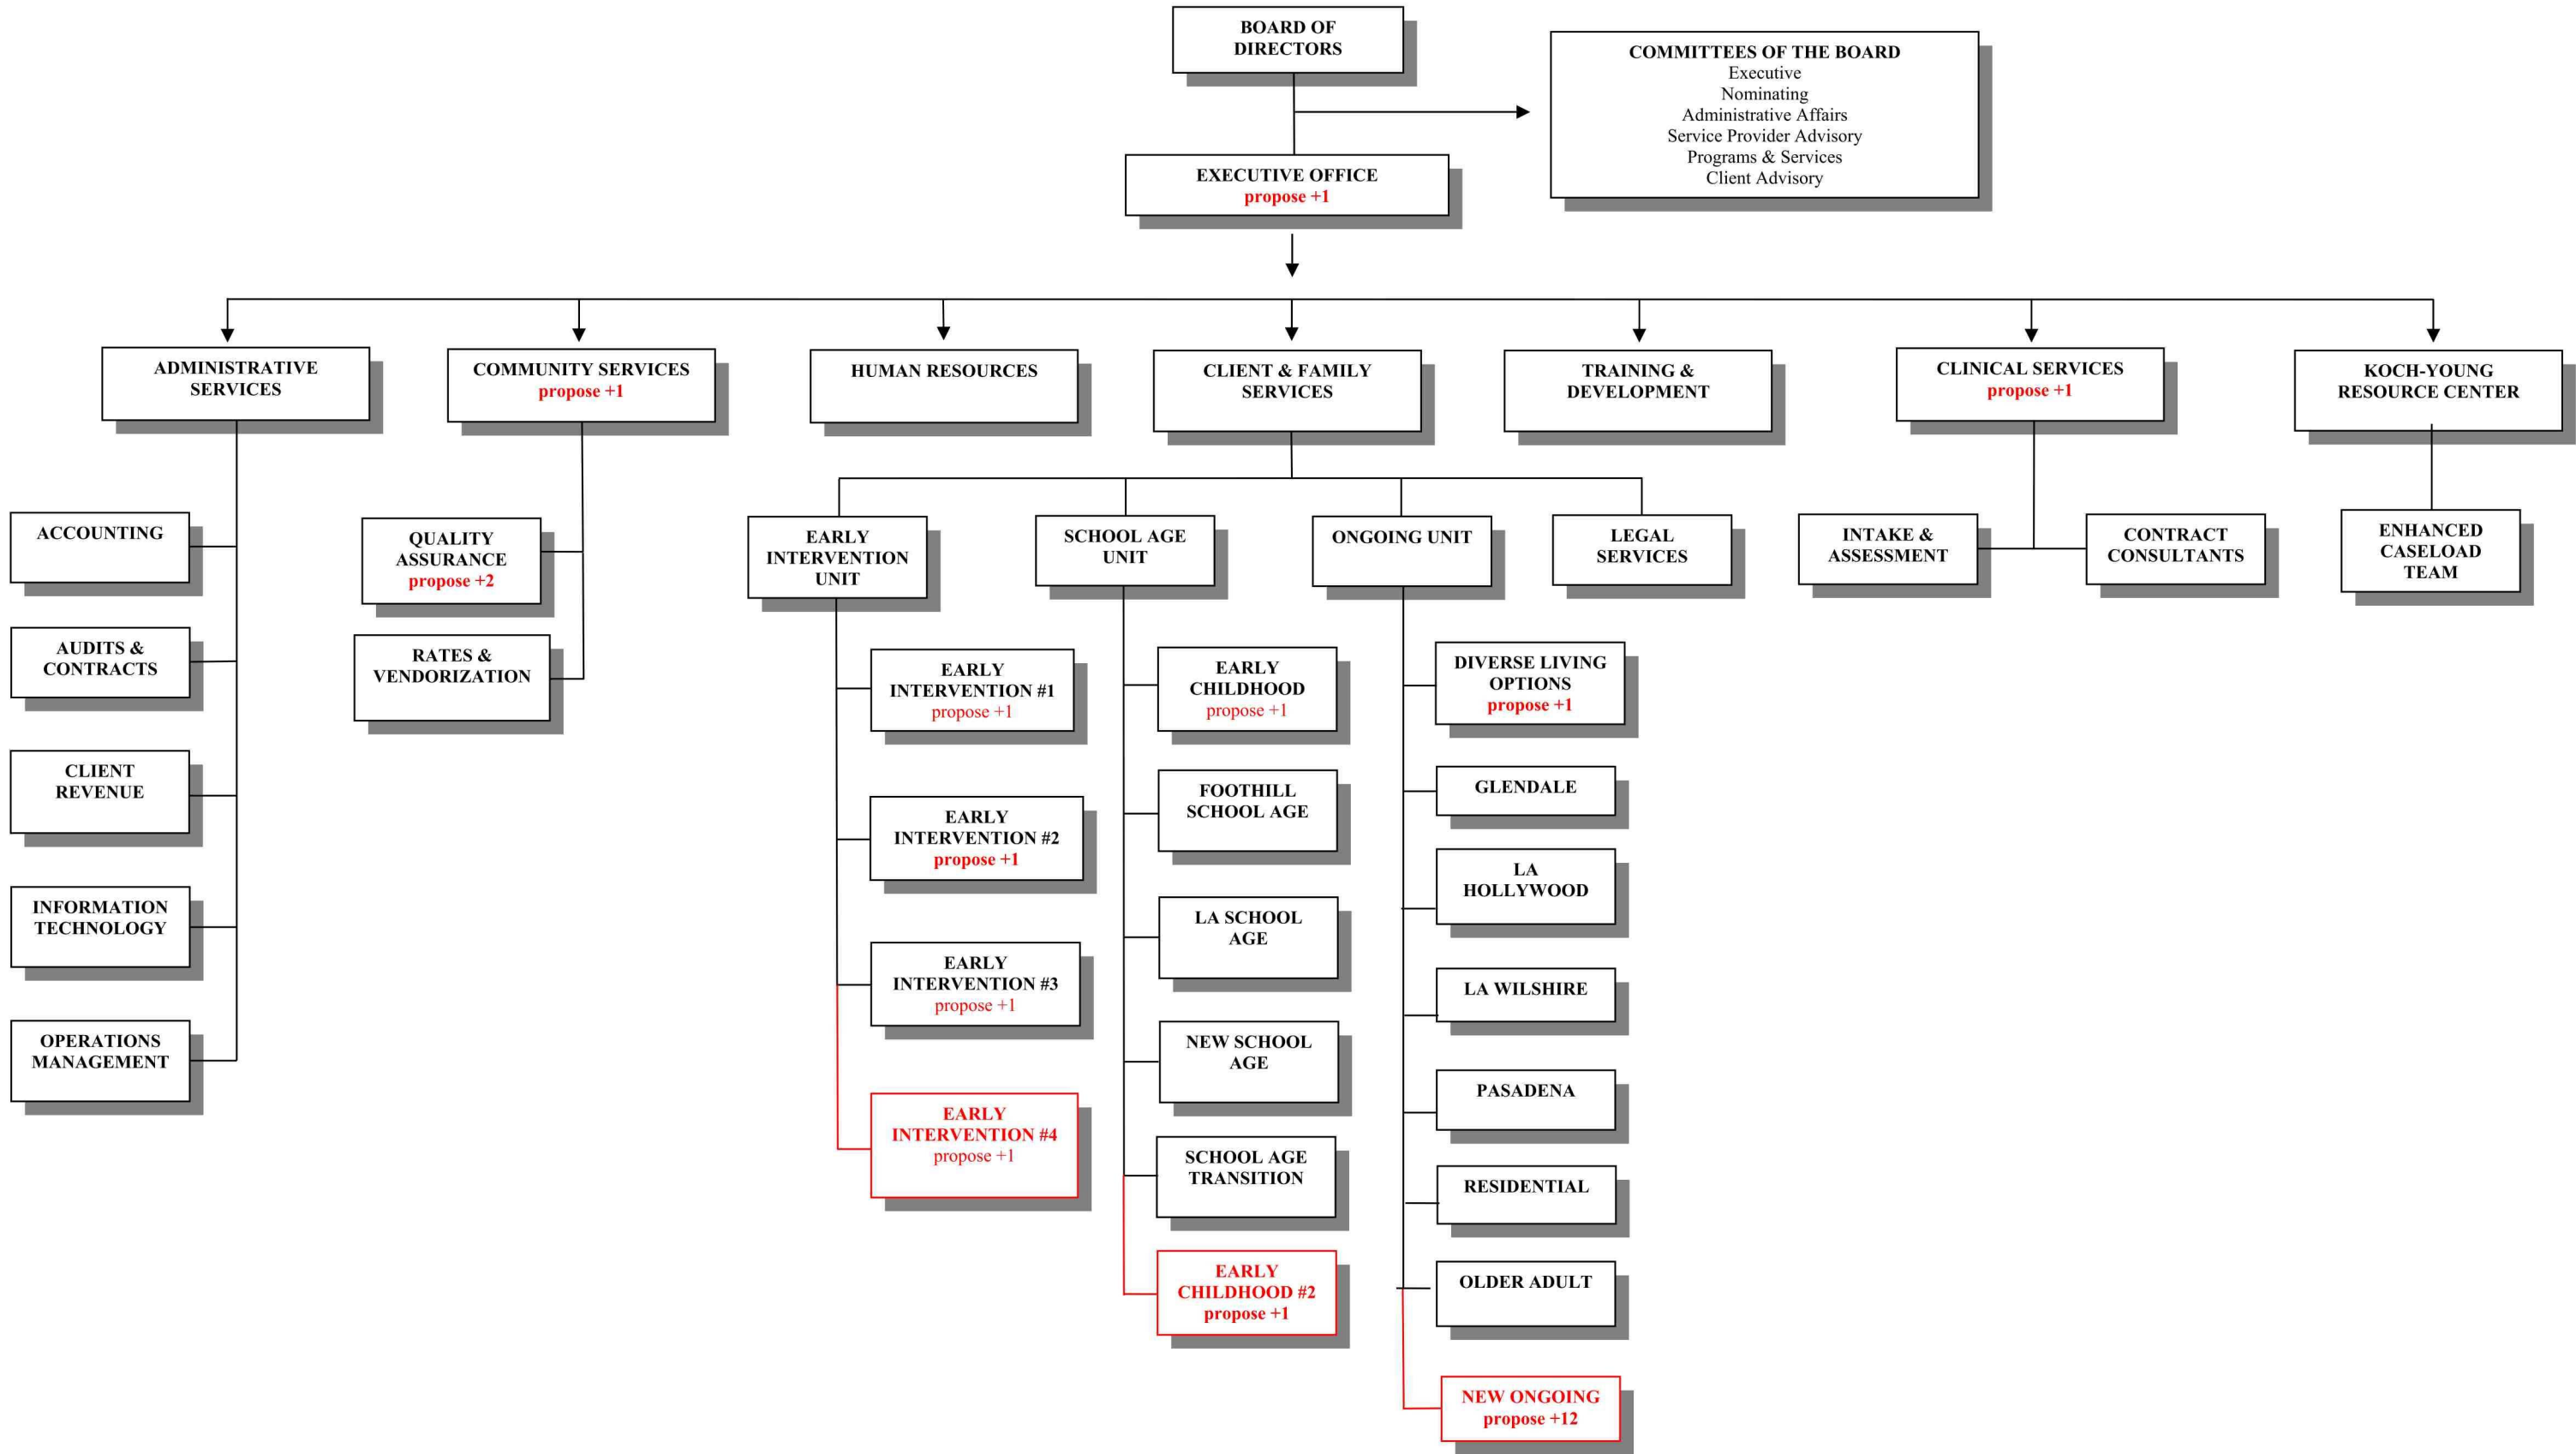 BOARD OF
DIRECTORS
COMMITTEES OF THE BOARD
Executive
Nominating
Administrative Affairs
Service Provider Advisory
Programs & Services
Client Advisory
EXECUTIVE OFFICE
propose +1
ADMINISTRATIVE
SERVICES
COMMUNITY SERVICES
propose +1
HUMAN RESOURCES
CLIENT & FAMILY
SERVICES
TRAINING &
DEVELOPMENT
CLINICAL SERVICES
propose +1
KOCH-YOUNG
RESOURCE CENTER
ACCOUNTING
AUDITS &
CONTRACTS
CLIENT
REVENUE
INFORMATION
TECHNOLOGY
OPERATIONS
MANAGEMENT
QUALITY
ASSURANCE
propose +2
RATES &
VENDORIZATION
EARLY
INTERVENTION
UNIT
SCHOOL AGE
UNIT
ONGOING UNIT
LEGAL
SERVICES
INTAKE &
ASSESSMENT
CONTRACT
CONSULTANTS
ENHANCED
CASELOAD
TEAM
EARLY
INTERVENTION #1
propose +1
EARLY
INTERVENTION #2
propose +1
EARLY
INTERVENTION #3
propose +1
EARLY
INTERVENTION #4
propose +1
EARLY
CHILDHOOD
propose +1
FOOTHILL
SCHOOL AGE
LA SCHOOL
AGE
NEW SCHOOL
AGE
SCHOOL AGE
TRANSITION
EARLY
CHILDHOOD #2
propose +1
DIVERSE LIVING
OPTIONS
propose +1
GLENDALE
LA
HOLLYWOOD
LA WILSHIRE
PASADENA
RESIDENTIAL
OLDER ADULT
NEW ONGOING
propose +12